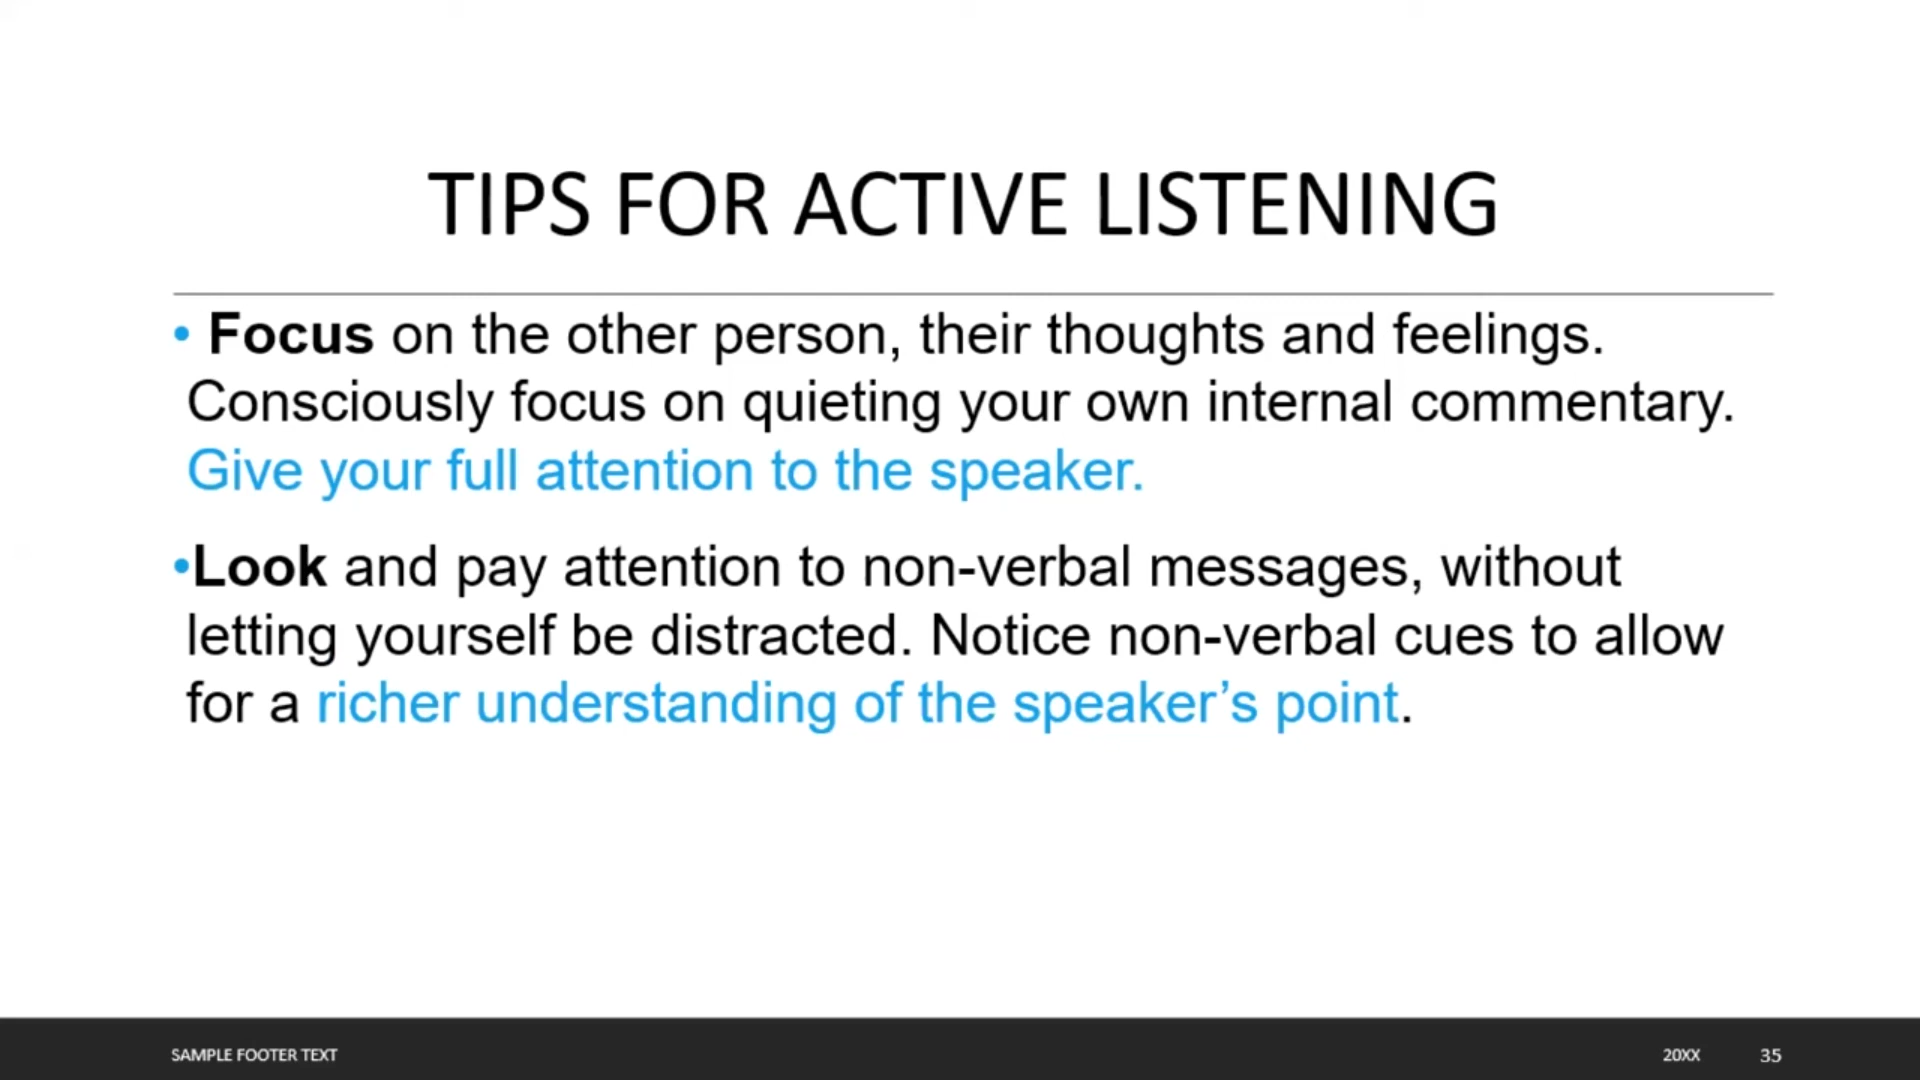 TIPS FOR ACTIVE LISTENING
• Focus on the other person, their thoughts and feelings.
Consciously focus on quieting your own internal commentary.
Give your full attention to the speaker.
•Look and pay attention to non-verbal messages, without
letting yourself be distracted. Notice non-verbal cues to allow
for a richer understanding of the speaker’s point.
SAMPLE FOOTER TEXT
20XX
35